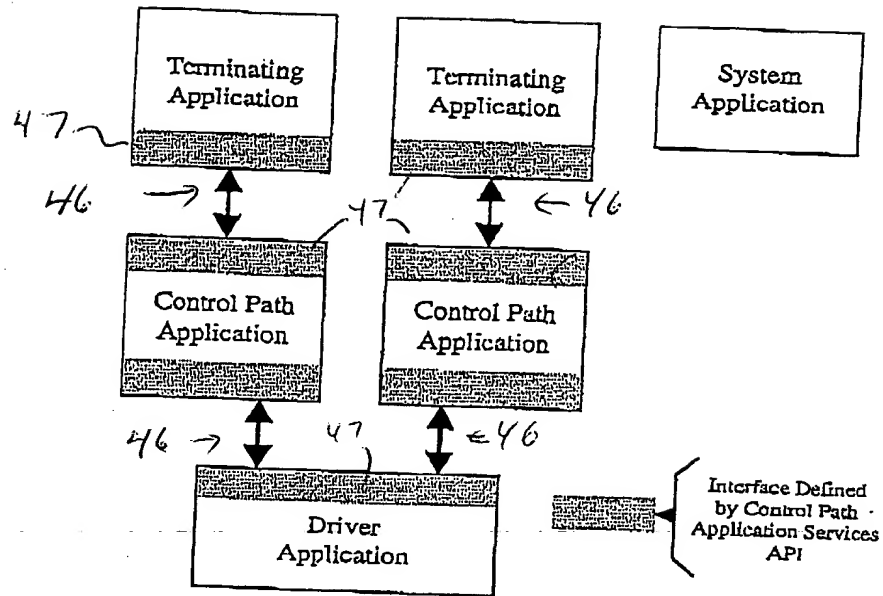 Terminating
Application
Terminating
Application
System
Application
47
46
47
46
Control Path
Application
Control Path
Application
46
47
46
Driver
Application
Interface Defined
by Control Path
Application Services
API